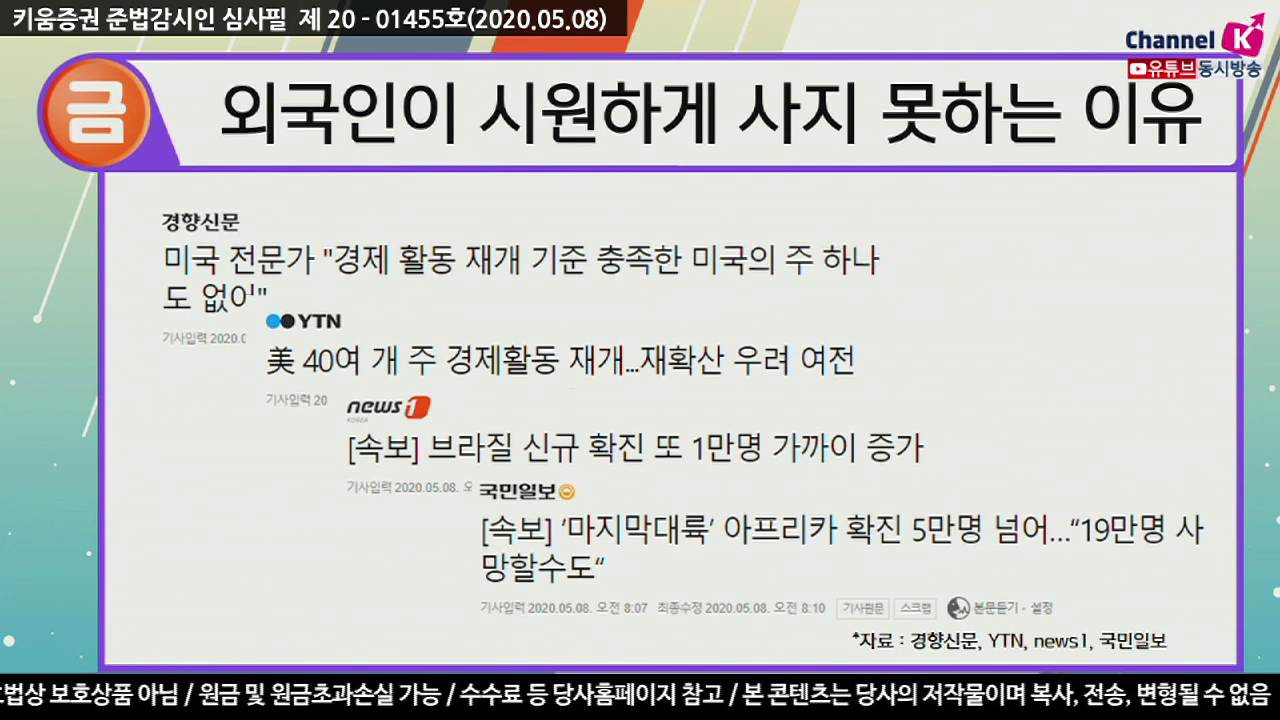 키움증권 준법감시인 심사필 제 20 - 01455호(2020.05.08)
Channel K
유튜브동시방송
금
외국인이 시원하게 사지 못하는 이유
경향신문
미국 전문가 "경제 활동 재개 기준 충족한 미국의 주 하나
도 없어"
기사입력 2020.0
YTN
美 40여 개 주 경제활동 재개...재확산 우려 여전
기사입력 20
news1
KOREA
[속보] 브라질 신규 확진 또 1만명 가까이 증가
기사입력 2020.05.08. 오
국민일보
[속보] ’마지막대륙’ 아프리카 확진 5만명 넘어…“19만명 사
망할수도“
기사입력 2020.05.08. 오전 8:07 최종수정 2020.05.08. 오전 8:10 기사원문 스크랩 본문듣기 · 설정
*자료 : 경향신문, YTN, news1, 국민일보
법상 보호상품 아님 / 원금 및 원금초과손실 가능 / 수수료 등 당사홈페이지 참고 / 본 콘텐츠는 당사의 저작물이며 복사, 전송, 변형될 수 없음